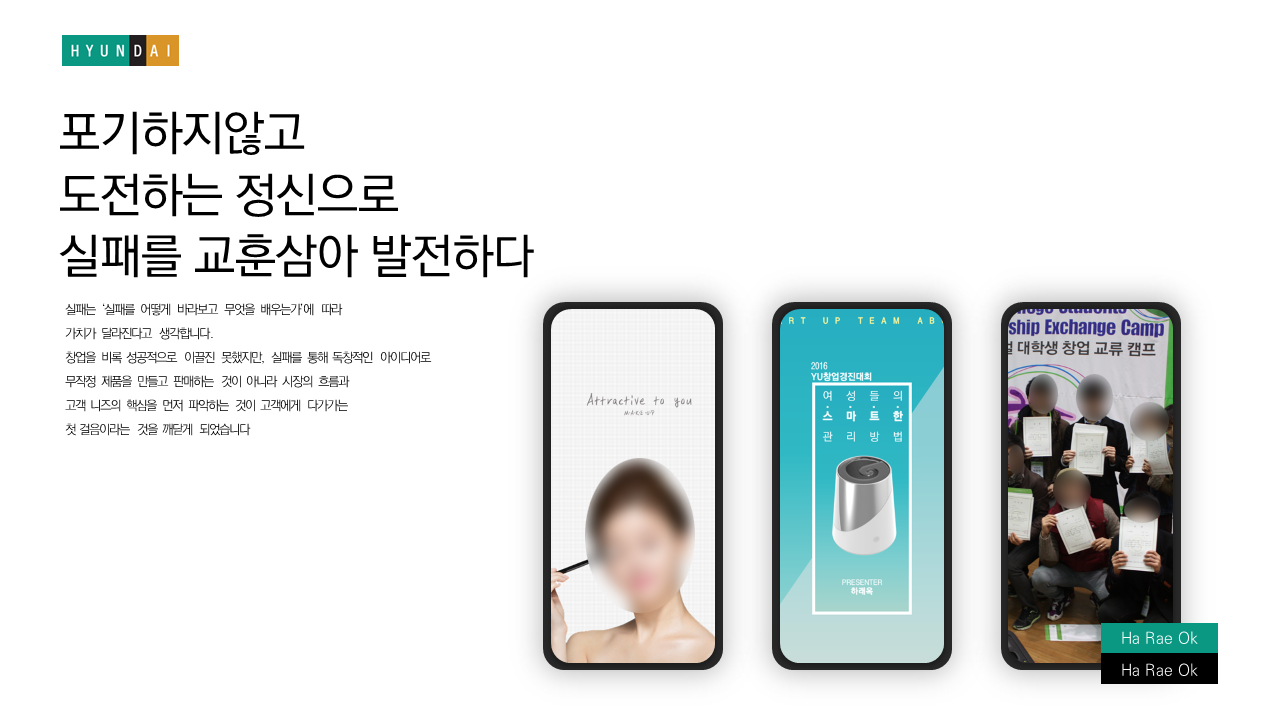 HYUNDAI
포기하지않고
도전하는 정신으로
실패를 교훈삼아 발전하다
실패는 '실패를 어떻게 바라보고 무엇을 배우는가'에 따라
가치가 달라진다고 생각합니다.
창업을 비록 성공적으로 이끌진 못했지만, 실패를 통해 독창적인 아이디어로
무작정 제품을 만들고 판매하는 것이 아니라 시장의 흐름과
고객 니즈의 핵심을 먼저 파악하는 것이 고객에게 다가가는
첫 걸음이라는 것을 깨닫게 되었습니다
Attractive to you
RT UP TEAM AB
2016
YU창업경진대회
여성들의
스마트한
관리방법
PRESENTER
하래옥
Students
ship Exchange Camp
대학생 창업 교류 캠프
Ha Rae Ok
Ha Rae Ok